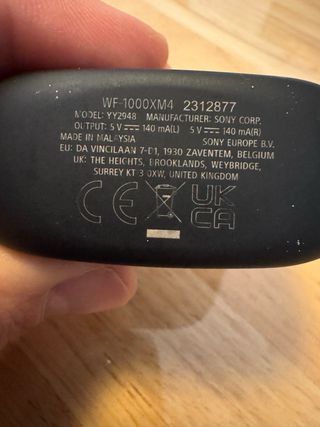 WF-1000XM4 2312877
MODEL: YY2948 MANUFACTURER: SONY CORP.
OUTPUT: 5 V⎓140 mA(L) 5 V⎓140 mA(R)
MADE IN MALAYSIA SONY EUROPE B.V.
EU: DA VINCILAAN 7-D1, 1930 ZAVENTEM, BELGIUM
UK: THE HEIGHTS, BROOKLANDS, WEYBRIDGE,
SURREY KT 3 0XW, UNITED KINGDOM
CE UK
CA